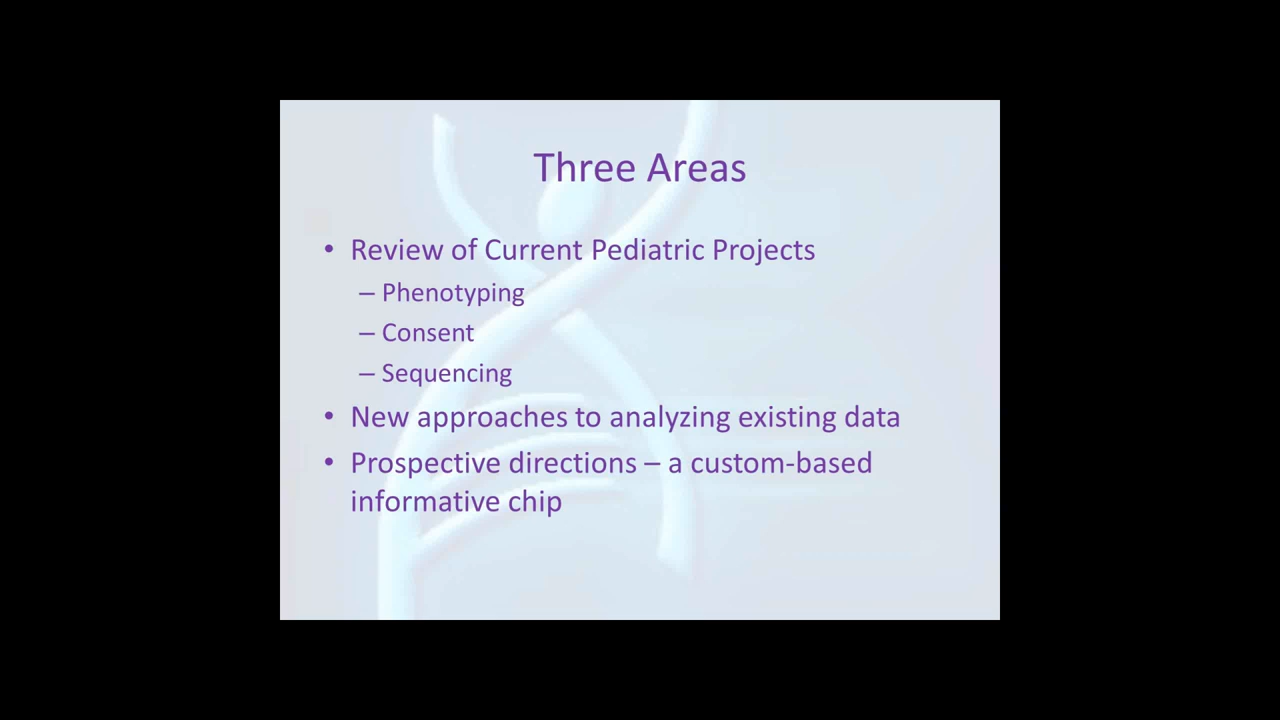 Three Areas
• Review of Current Pediatric Projects
– Phenotyping
– Consent
– Sequencing
• New approaches to analyzing existing data
• Prospective directions – a custom-based
informative chip